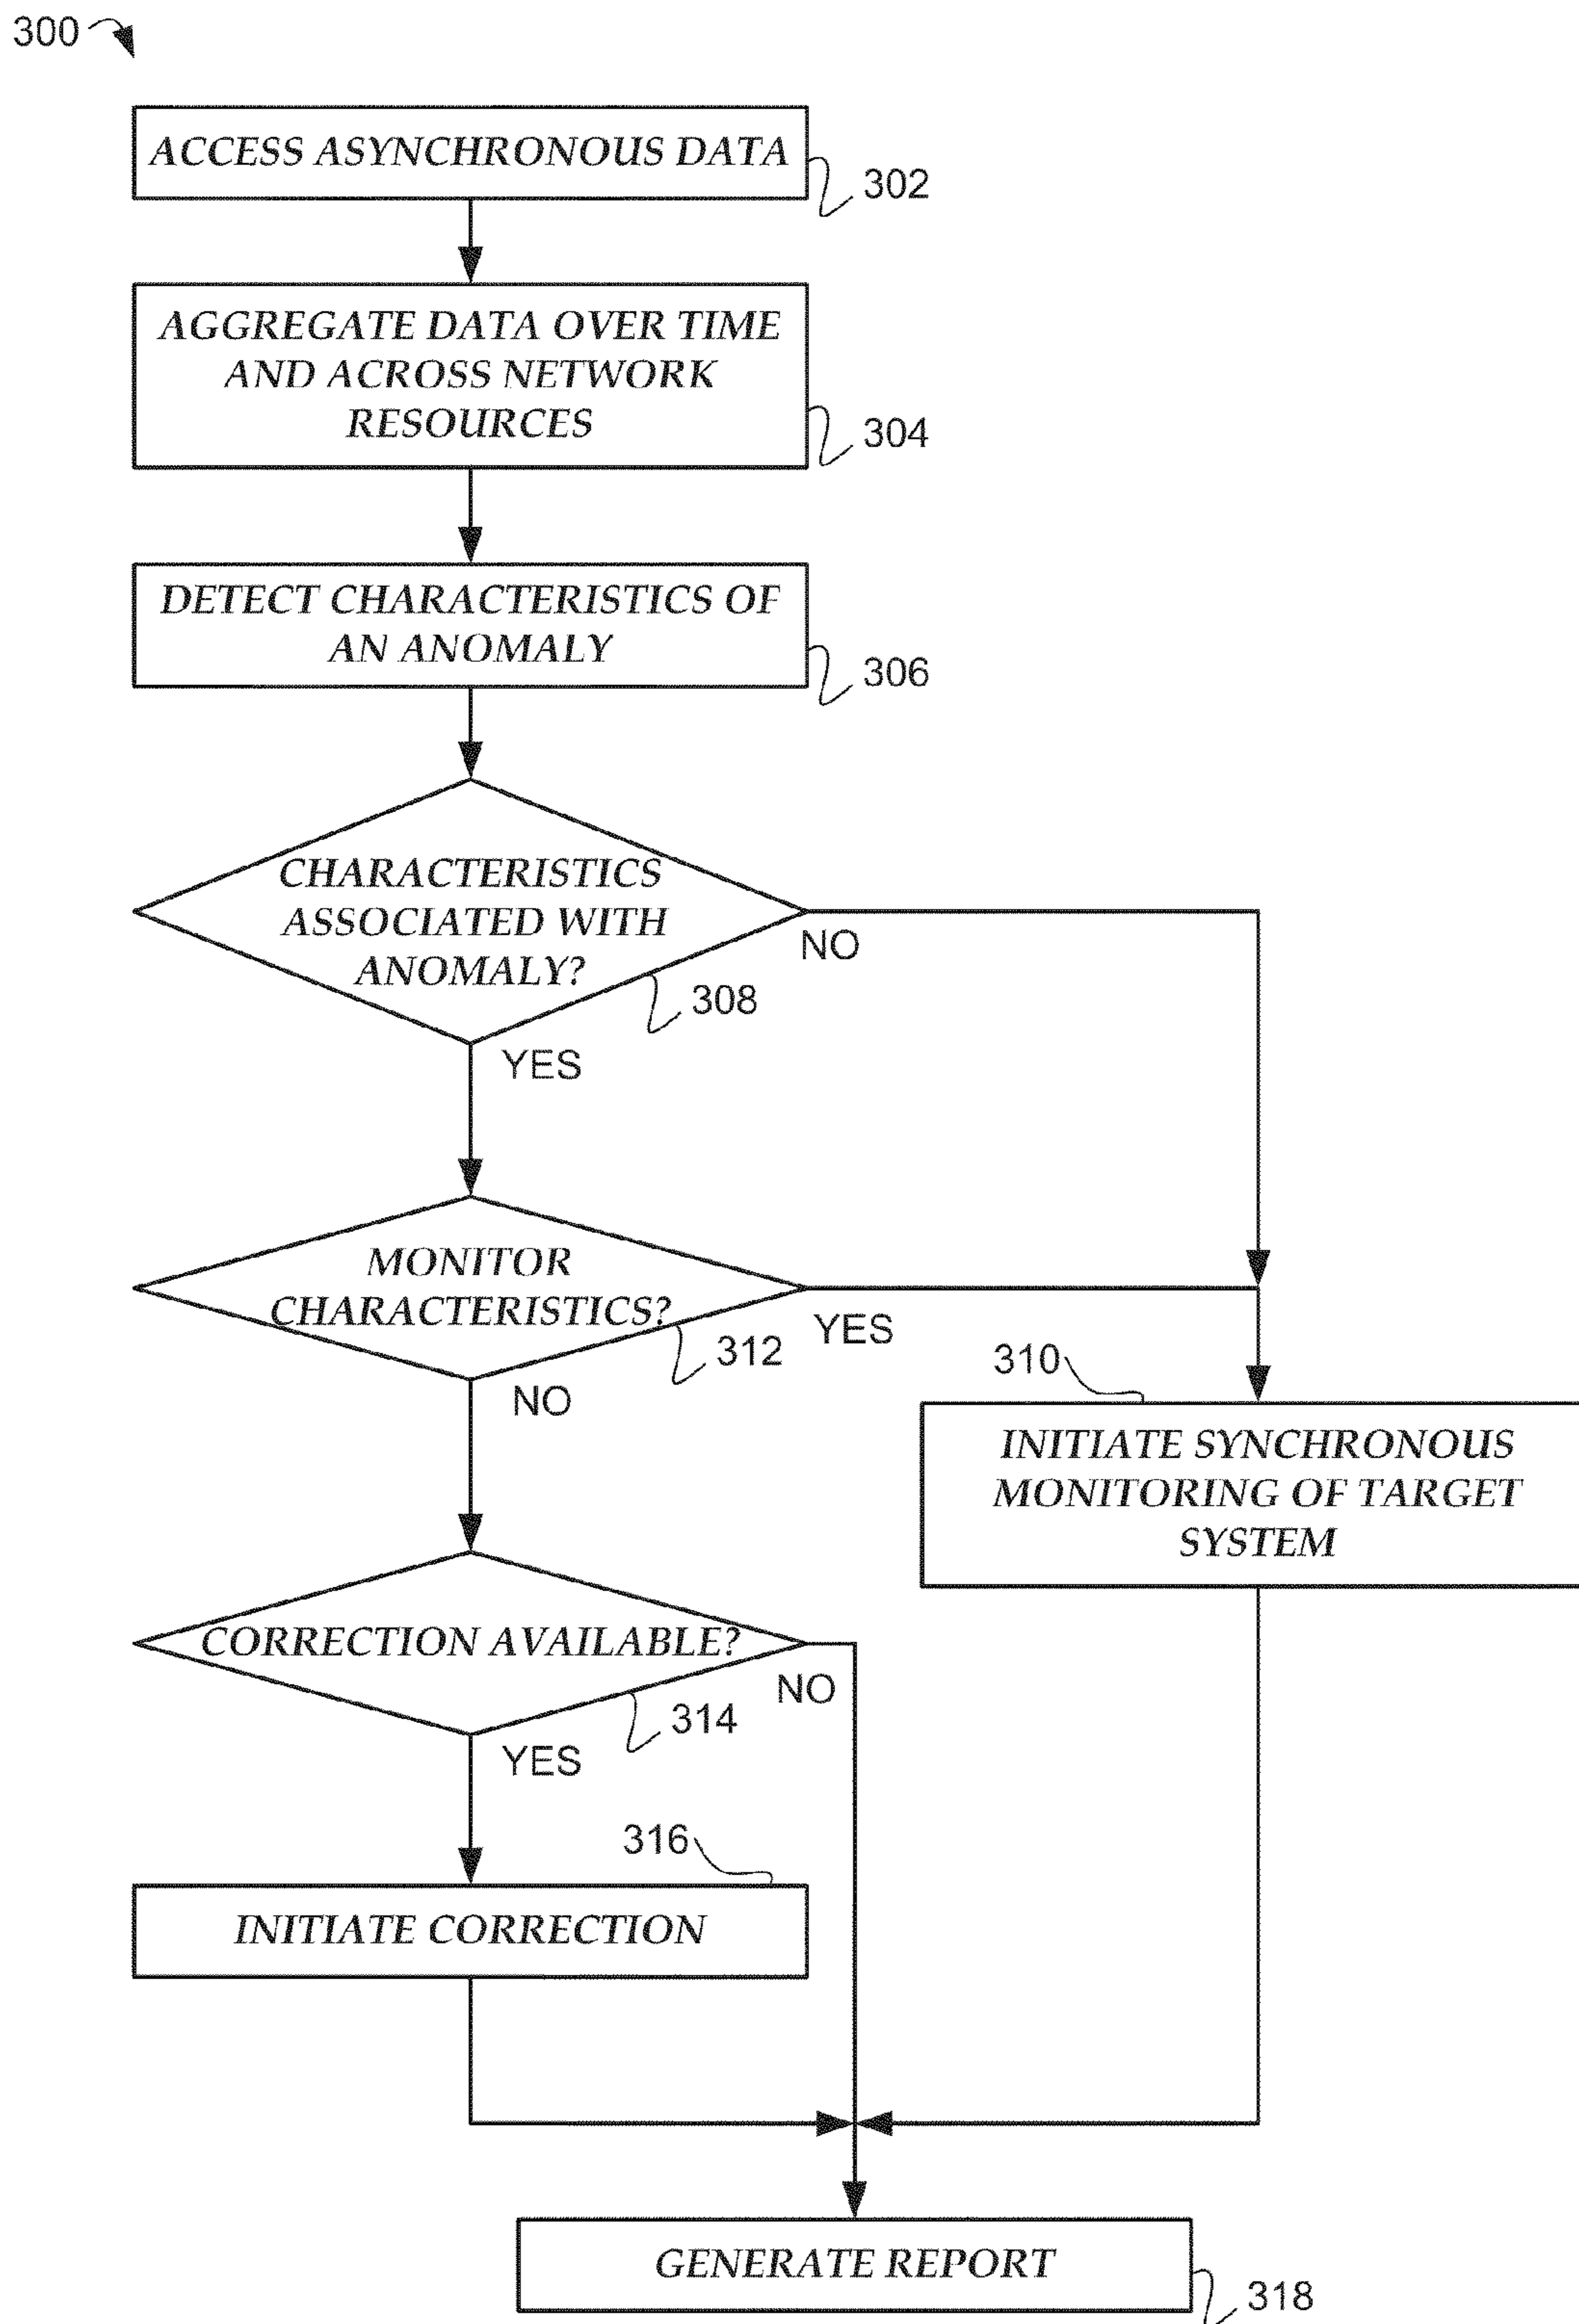 300
ACCESS ASYNCHRONOUS DATA
302
AGGREGATE DATA OVER TIME
AND ACROSS NETWORK
RESOURCES
304
DETECT CHARACTERISTICS OF
AN ANOMALY
306
CHARACTERISTICS
ASSOCIATED WITH
ANOMALY?
NO
308
YES
MONITOR
CHARACTERISTICS?
YES
312
NO
310
INITIATE SYNCHRONOUS
MONITORING OF TARGET
SYSTEM
CORRECTION AVAILABLE?
NO
314
YES
316
INITIATE CORRECTION
GENERATE REPORT
318